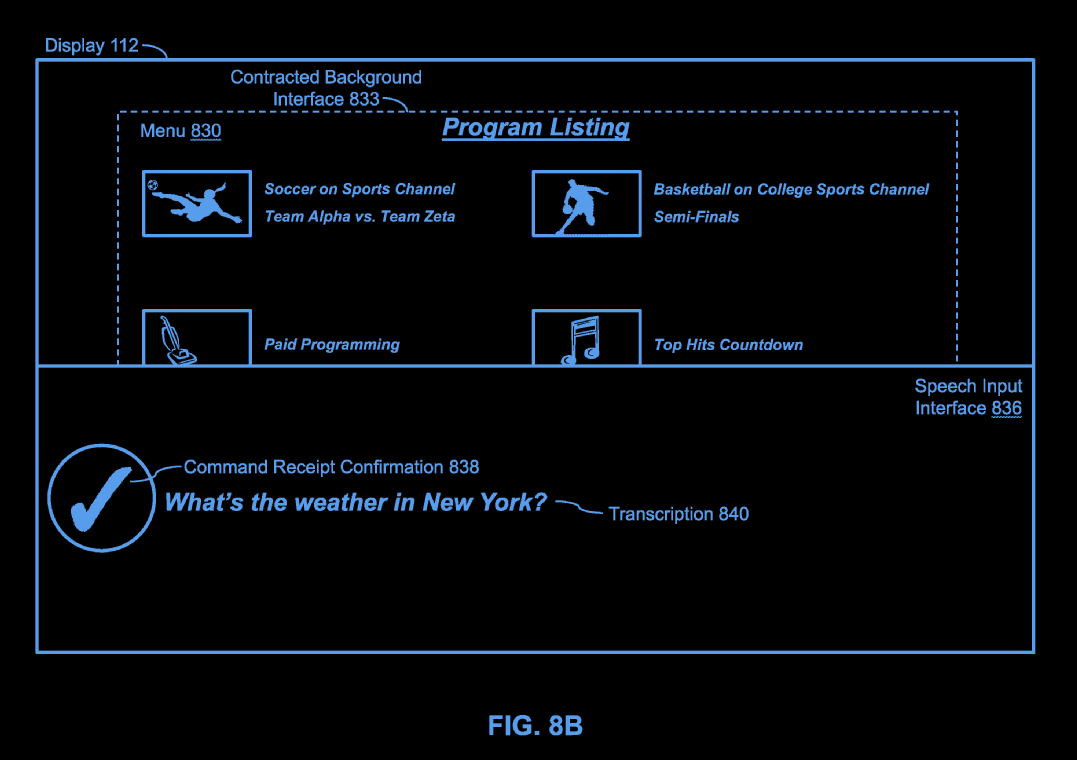 Display 112
Contracted Background
Interface 833
Menu 830
Program Listing
Soccer on Sports Channel
Team Alpha vs. Team Zeta
Basketball on College Sports Channel
Semi-Finals
Paid Programming
Top Hits Countdown
Speech Input
Interface 836
Command Receipt Confirmation 838
What's the weather in New York?
Transcription 840
FIG. 8B